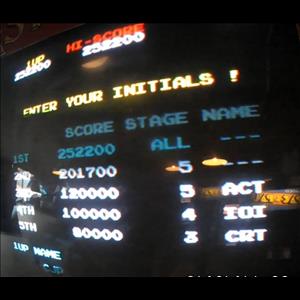 HI-SCORE
1UP 252200
252200
ENTER YOUR INITIALS !
SCORE STAGE NAME
1ST 252200 ALL ---
2ND 201700 5 ---
120000 5 ACT
4TH 100000 4 IOI
5TH 80000 3 CRT
1UP NAME